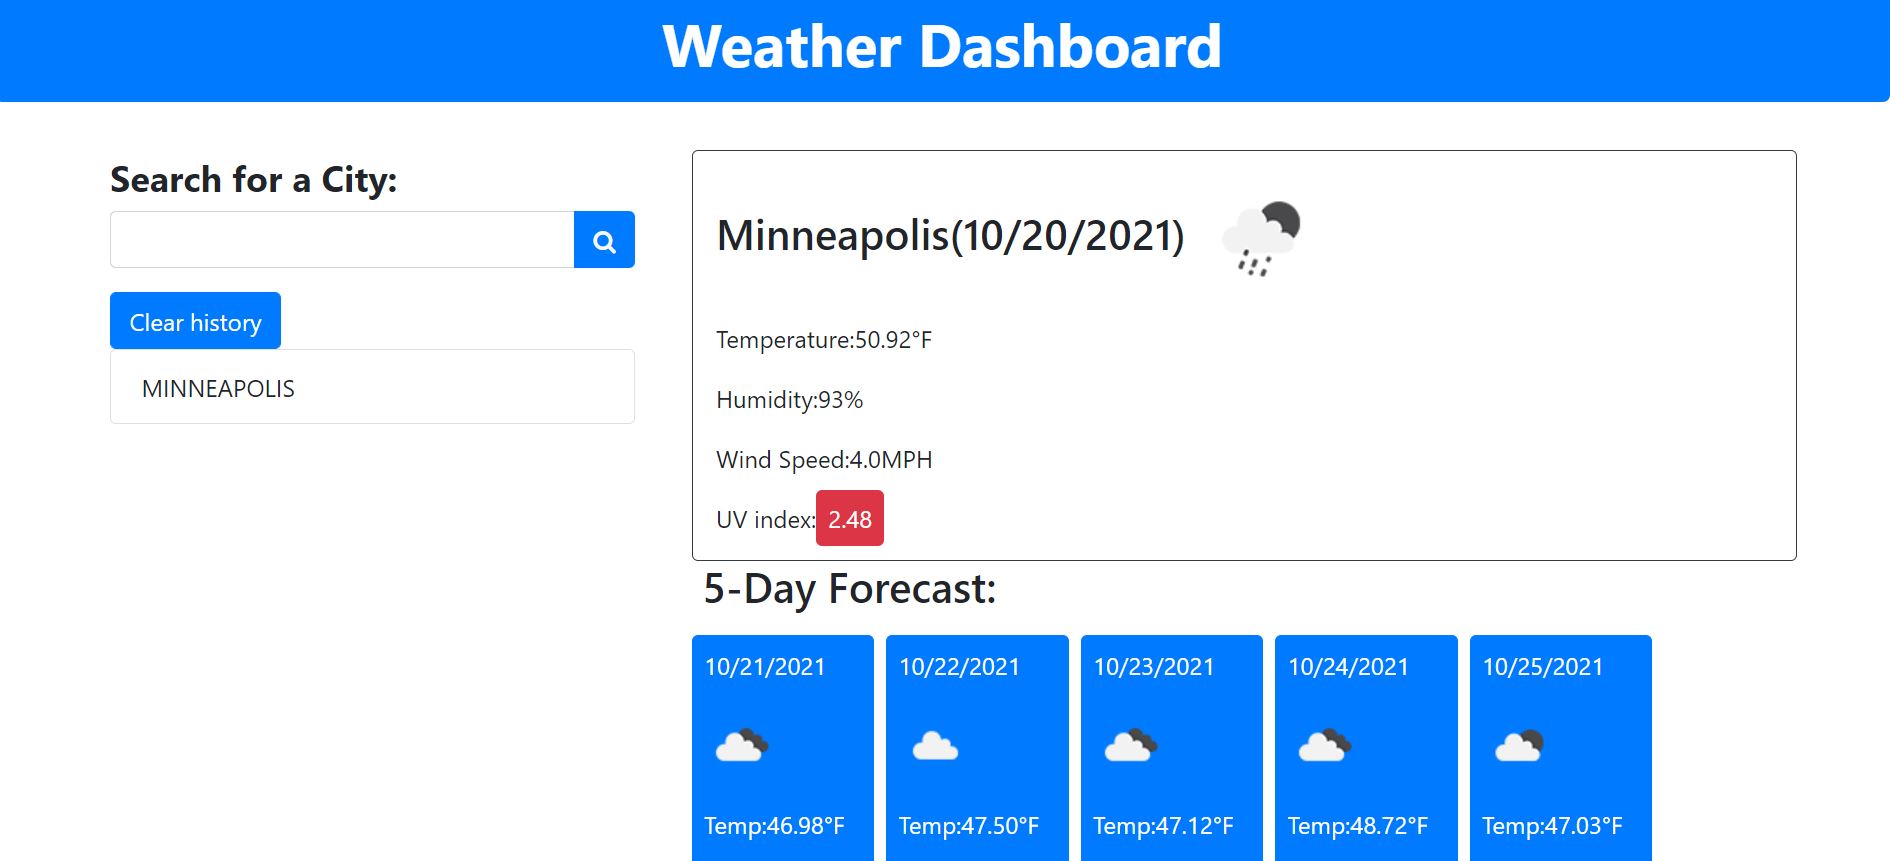 Weather Dashboard
Search for a City:
Clear history
MINNEAPOLIS
Minneapolis(10/20/2021)
Temperature:50.92°F
Humidity:93%
Wind Speed:4.0MPH
UV index:2.48
5-Day Forecast:
10/21/2021
Temp:46.98°F
10/22/2021
Temp:47.50°F
10/23/2021
Temp:47.12°F
10/24/2021
Temp:48.72°F
10/25/2021
Temp:47.03°F